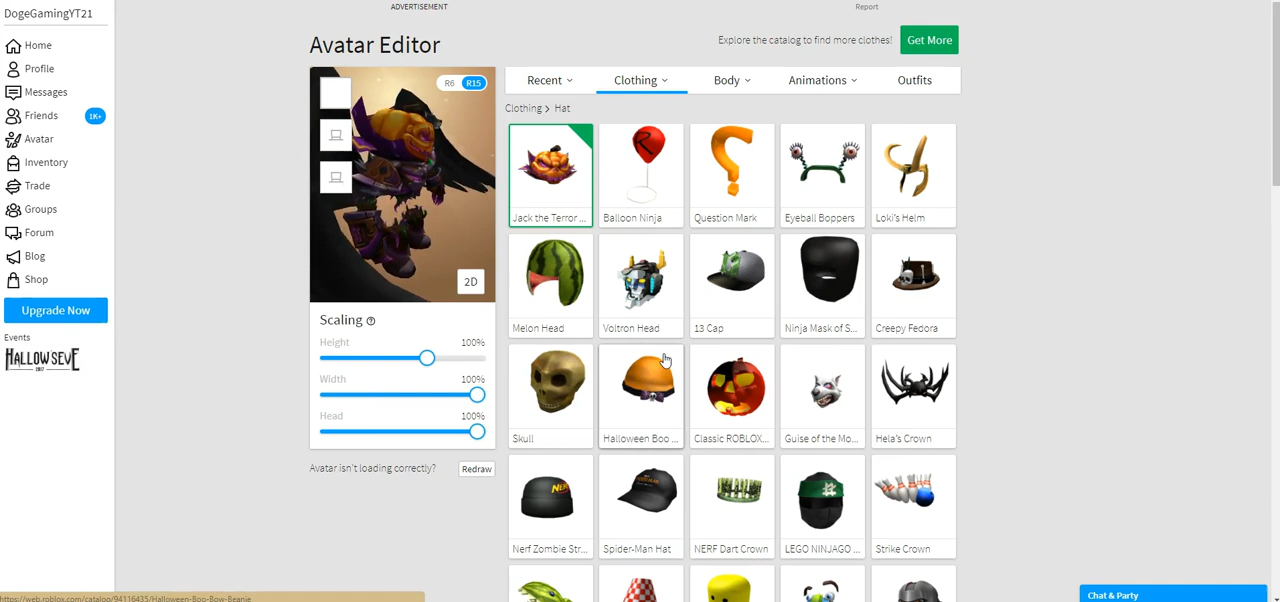 ADVERTISEMENT
Report
DogeGamingYT21
Home
Profile
Messages
Friends
1K+
Avatar
Inventory
Trade
Groups
Forum
Blog
Shop
Upgrade Now
Events
HALLOWS EVE
2017
Avatar Editor
Explore the catalog to find more clothes!
Get More
R6
R15
2D
Scaling
Height
100%
Width
100%
Head
100%
Avatar isn't loading correctly?
Redraw
Recent
Clothing
Body
Animations
Outfits
Clothing > Hat
Jack the Terror ...
Balloon Ninja
Question Mark
Eyeball Boppers
Loki's Helm
Melon Head
Voltron Head
13 Cap
Ninja Mask of S...
Creepy Fedora
Skull
Halloween Boo ...
Classic ROBLOX...
Guise of the Mo...
Hela's Crown
Nerf Zombie Str...
Spider-Man Hat
NERF Dart Crown
LEGO NINJAGO ...
Strike Crown
https://web.roblox.com/catalog/94116435/Halloween-Boo-Bow-Beanie
Chat & Party